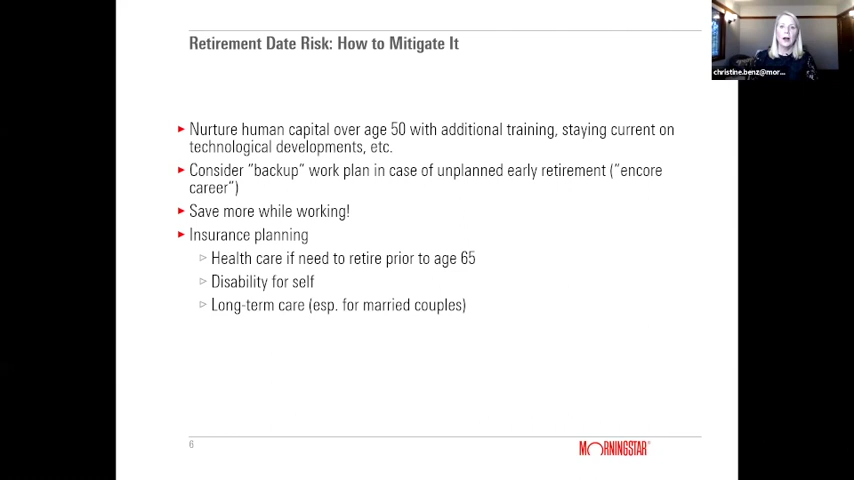 Retirement Date Risk: How to Mitigate It
christine.benz@mor...
Nurture human capital over age 50 with additional training, staying current on
technological developments, etc.
Consider “backup” work plan in case of unplanned early retirement (“encore
career”)
Save more while working!
Insurance planning
Health care if need to retire prior to age 65
Disability for self
Long-term care (esp. for married couples)
6
MORNINGSTAR®